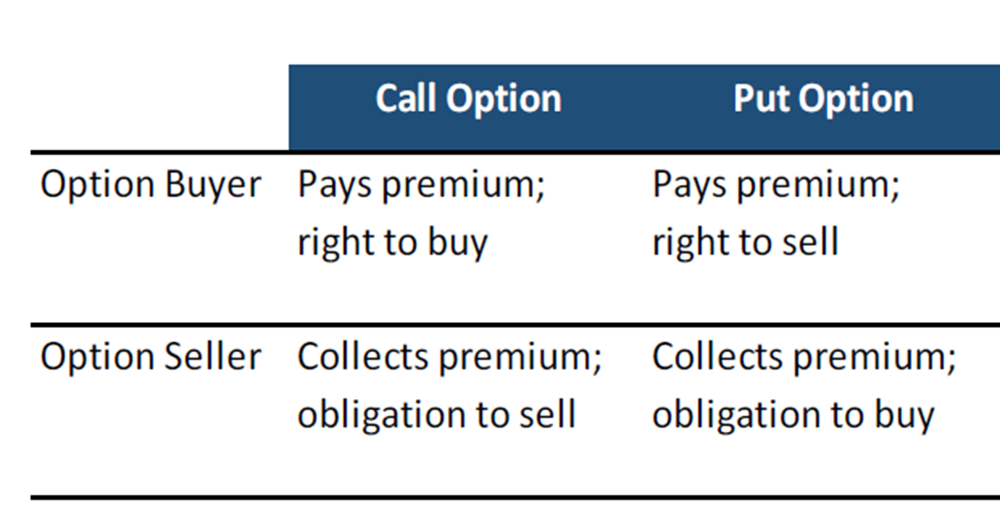 Call Option Put Option
Option Buyer Pays premium; Pays premium;
right to buy right to sell
Option Seller Collects premium; Collects premium;
obligation to sell obligation to buy